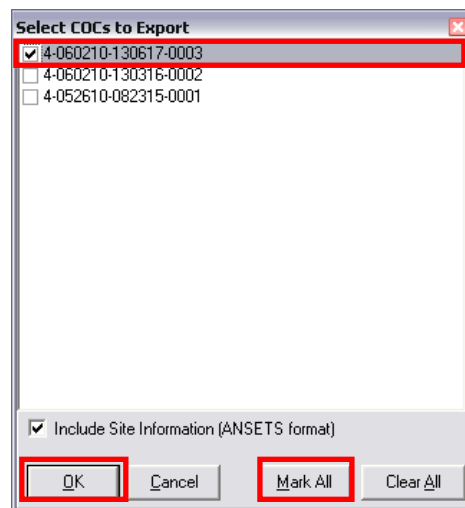 Select COCs to Export
4-060210-130617-0003
4-060210-130316-0002
4-052610-082315-0001
Include Site Information (ANSETS format)
OK Cancel Mark All Clear All